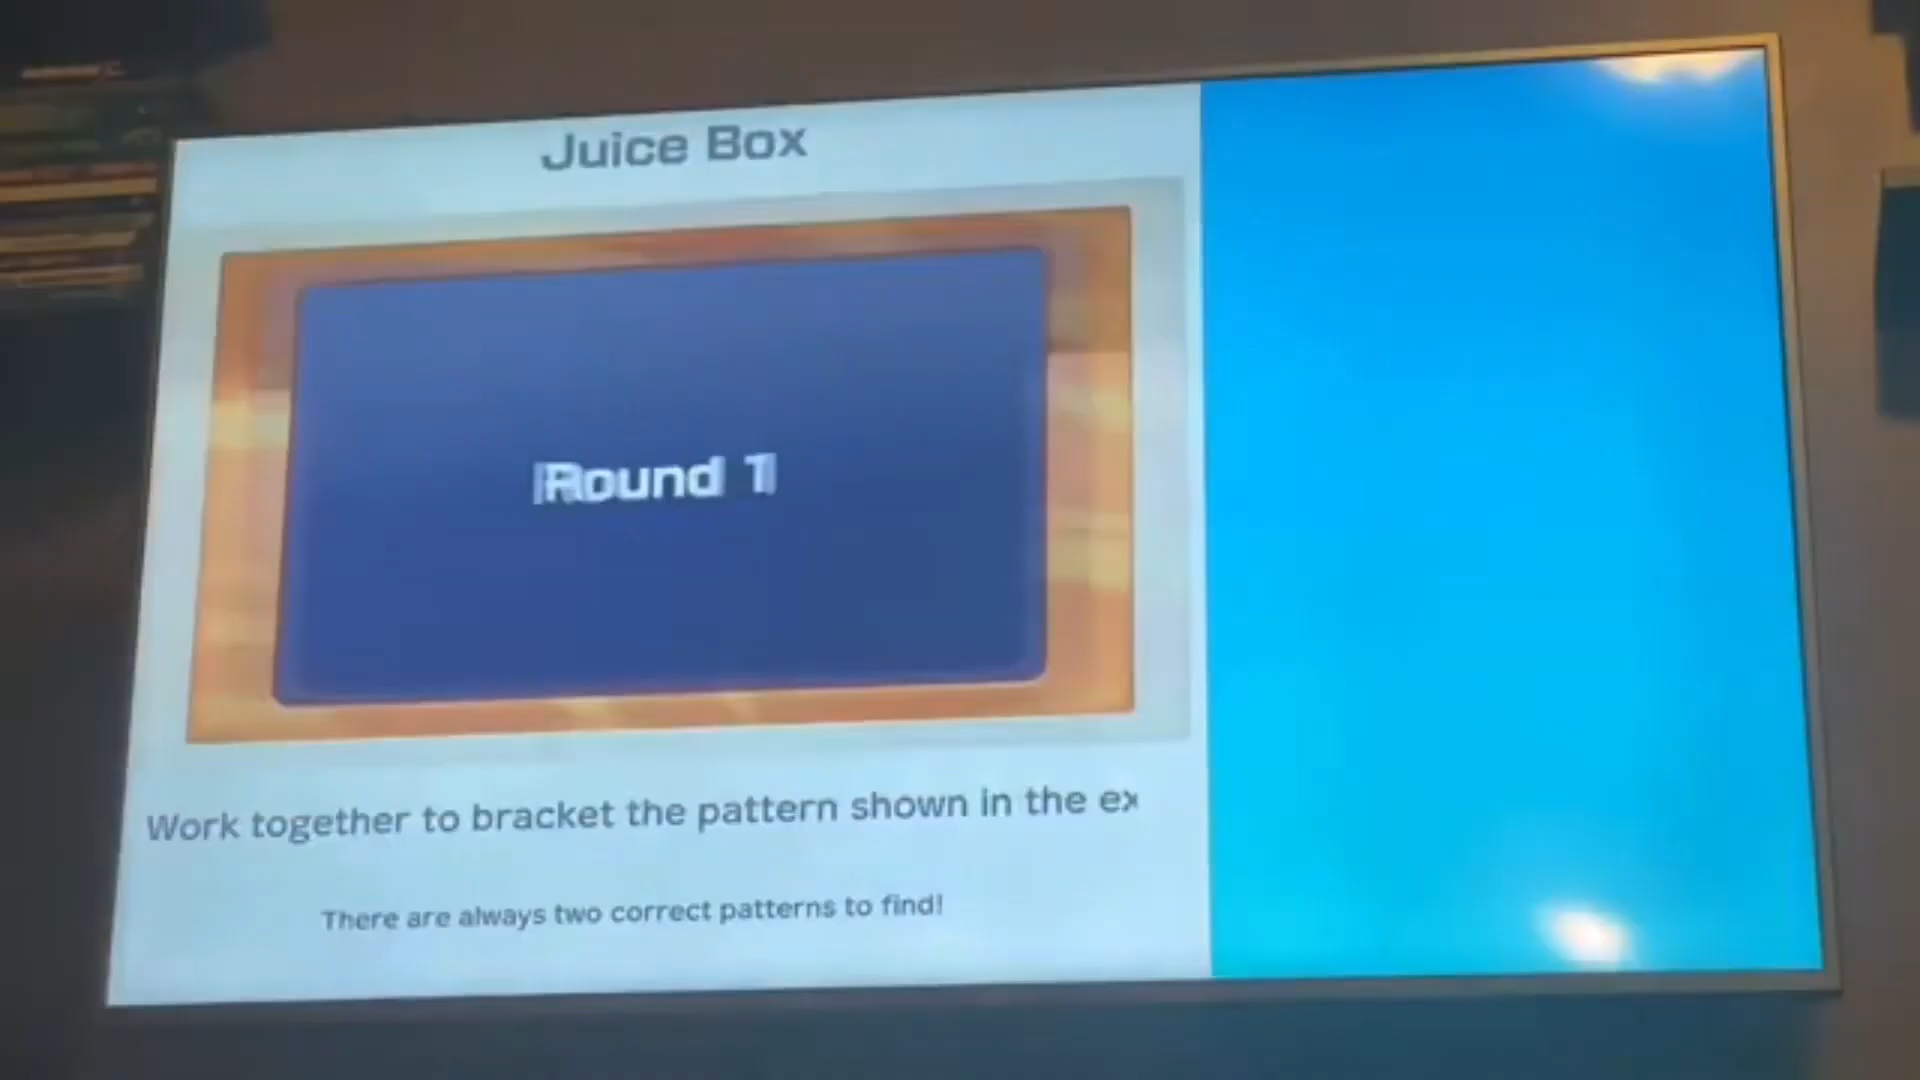 Juice Box
Round 1
Work together to bracket the pattern shown in the ex
There are always two correct patterns to find!